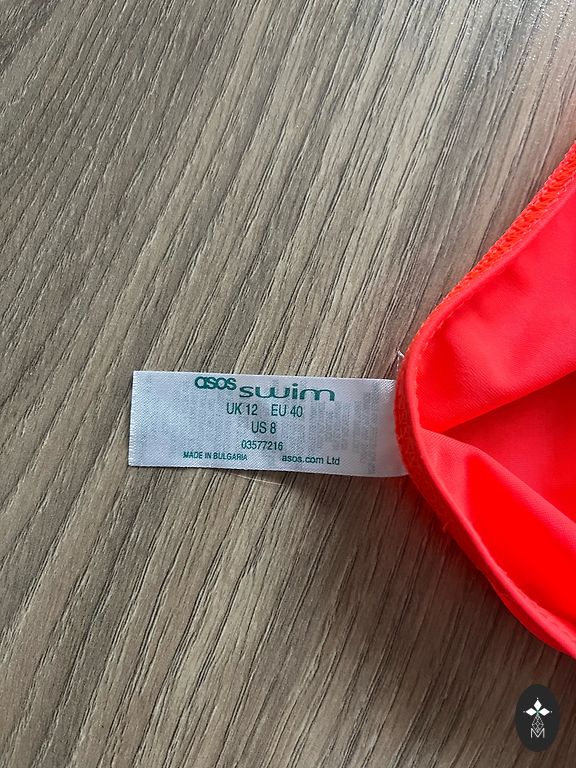 asos swim
UK 12 EU 40
US 8
03577216
MADE IN BULGARIA asos.com Ltd
M